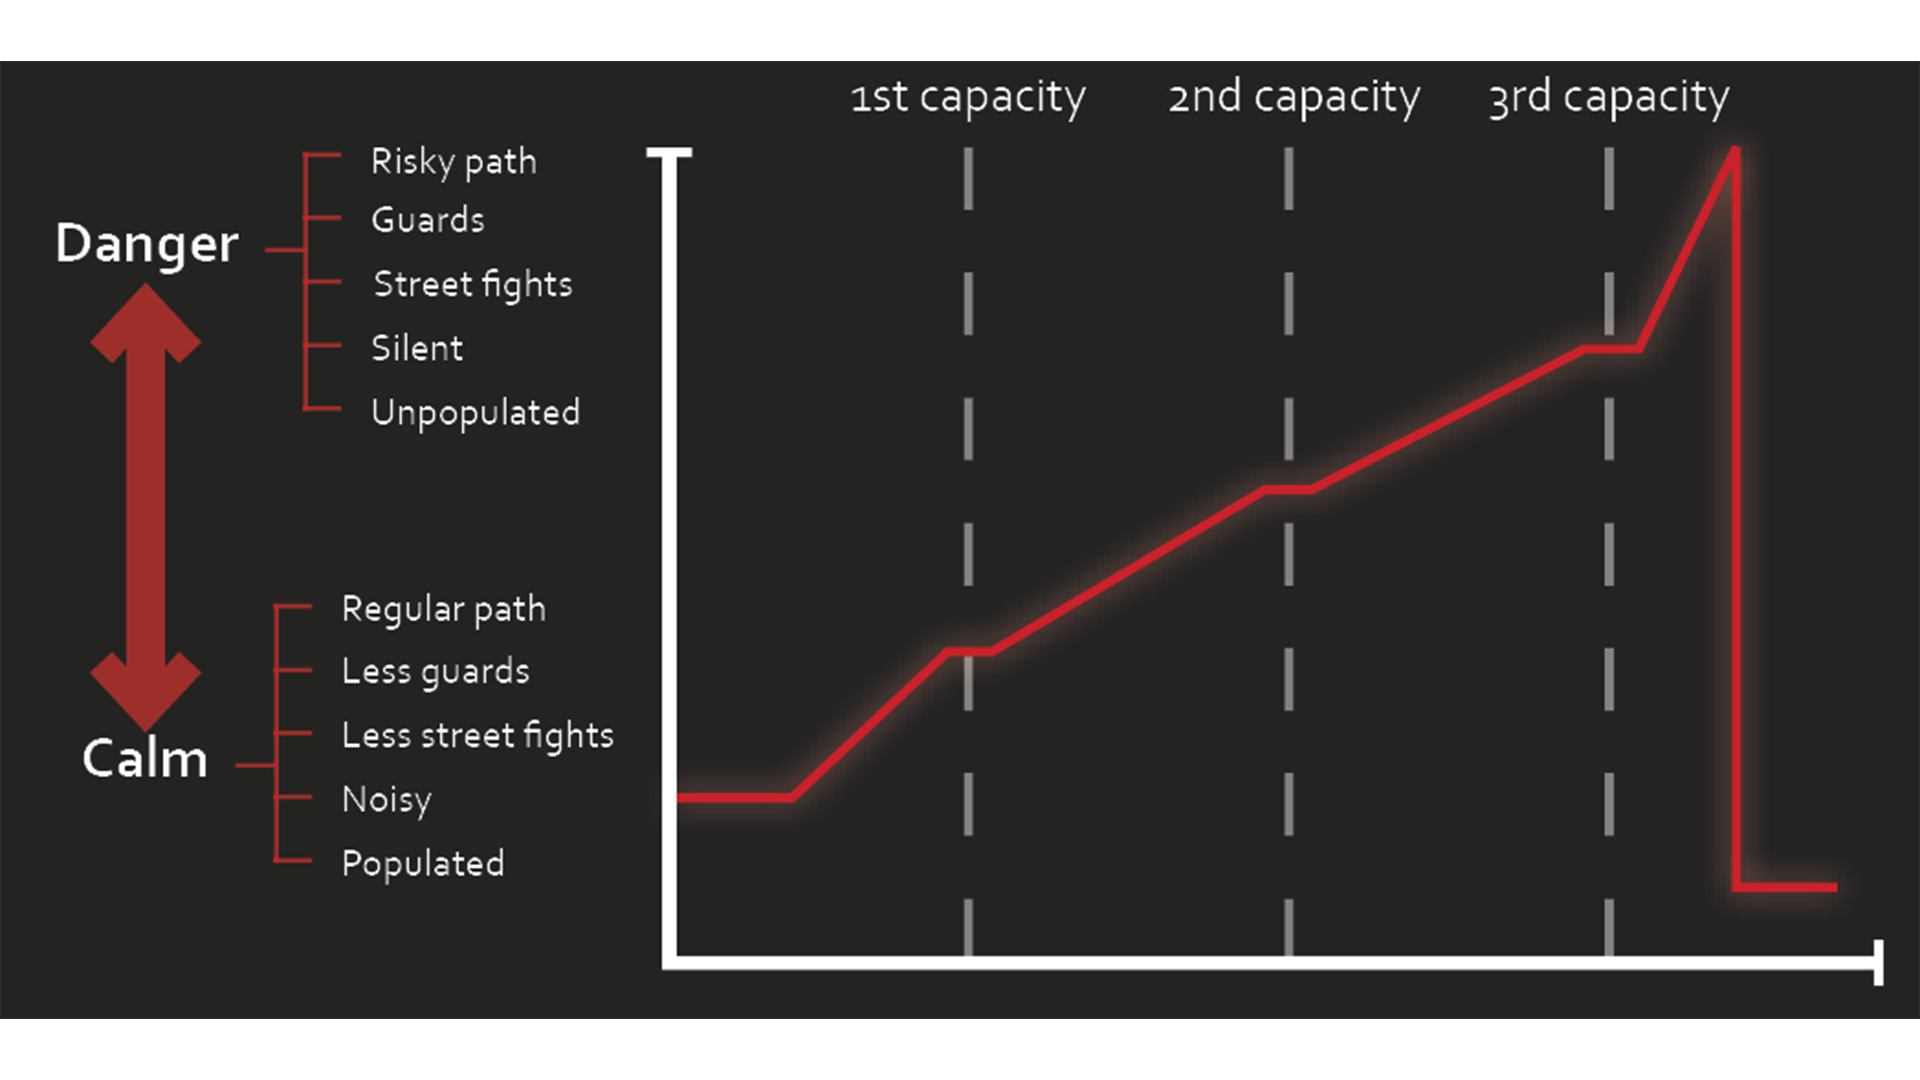 1st capacity
2nd capacity
3rd capacity
Danger
Risky path
Guards
Street fights
Silent
Unpopulated
Calm
Regular path
Less guards
Less street fights
Noisy
Populated